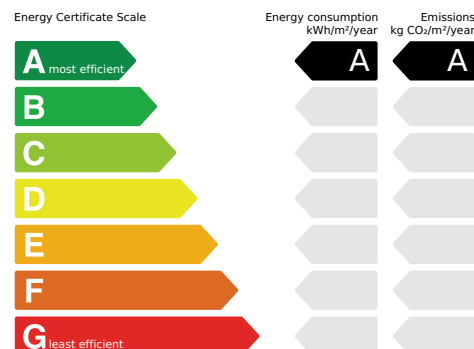 Energy Certificate Scale
Energy consumption
kWh/m²/year
Emissions
kg CO₂/m²/year
A most efficient
A
A
B
C
D
E
F
G least efficient